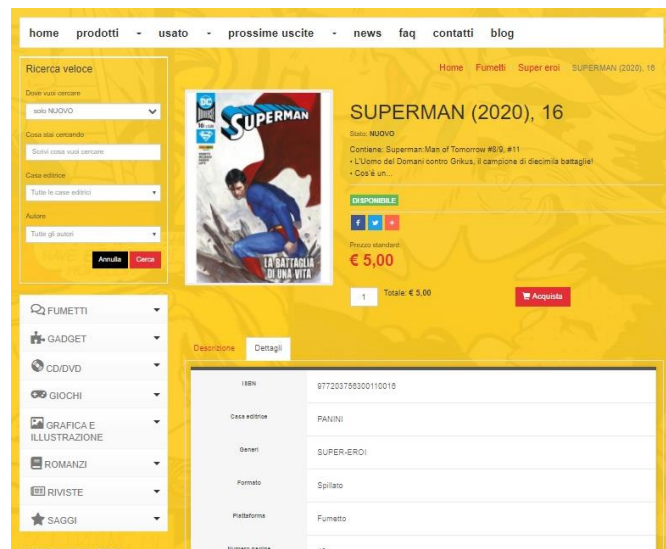 home prodotti - usato - prossime uscite - news faq contatti blog
Ricerca veloce
Dove vuoi cercare
solo NUOVO
Cosa stai cercando
Scrivi cosa vuoi cercare
Casa editrice
Tutte le case editrici
Autore
Tutte gli autori
Annulla Cerca
FUMETTI
GADGET
CD/DVD
GIOCHI
GRAFICA E
ILLUSTRAZIONE
ROMANZI
RIVISTE
SAGGI
Home Fumetti Super eroi SUPERMAN (2020), 16
DC
SUPERMAN
LA BATTAGLIA
DI UNA VITA
SUPERMAN (2020), 16
Stato: NUOVO
Contiene: Superman:Man of Tomorrow #8/9, #11
• L'Uomo del Domani contro Grikus, il campione di diecimila battaglie!
• Cos'è un...
DISPONIBILE
Prezzo standard:
€ 5,00
1 Totale: € 5,00 Acquista
Descrizione Dettagli
ISBN 977203756300110016
Casa editrice PANINI
Generi SUPER-EROI
Formato Spillato
Piattaforma Fumetto
Numero pagine